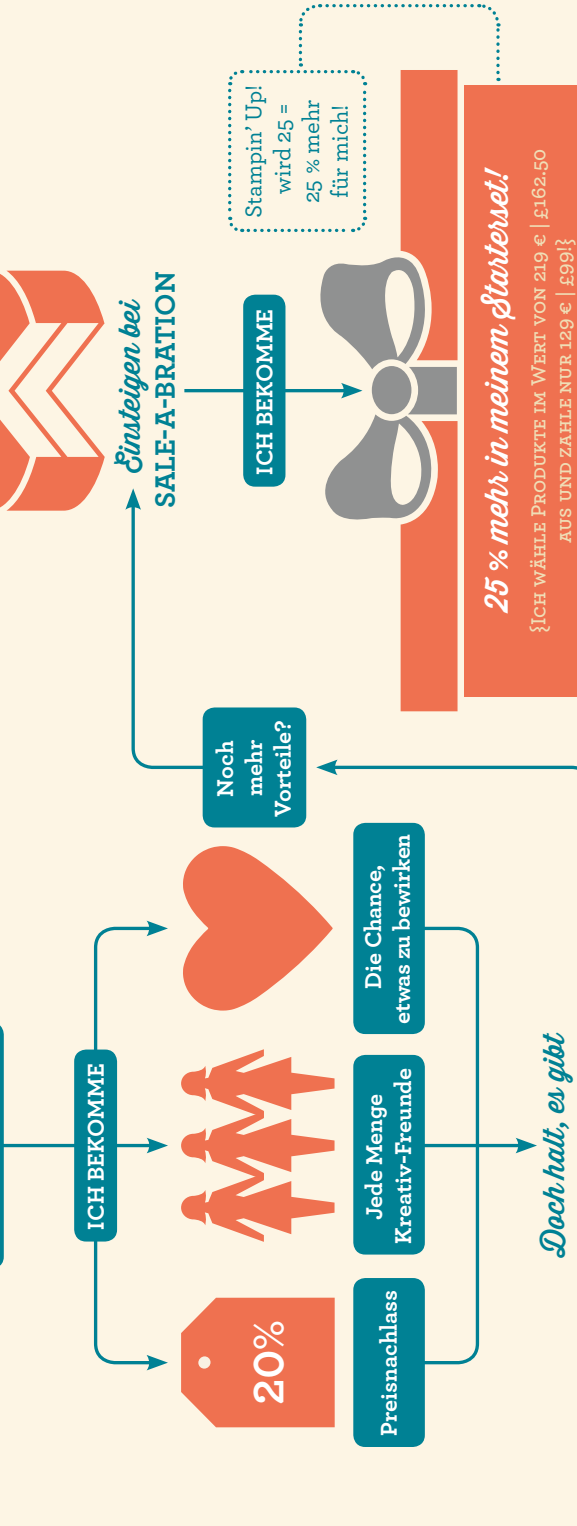 ICH BEKOMME
20%
Preisnachlass
Jede Menge
Kreativ-Freunde
Die Chance,
etwas zu bewirken
Doch halt, es gibt
Noch
mehr
Vorteile?
Einsteigen bei
SALE-A-BRATION
ICH BEKOMME
Stampin' Up!
wird 25 =
25 % mehr
für mich!
25 % mehr in meinem Starterset!
{Ich wähle Produkte im Wert von 219 € | £162.50
aus und zahle nur 129 € | £99!}